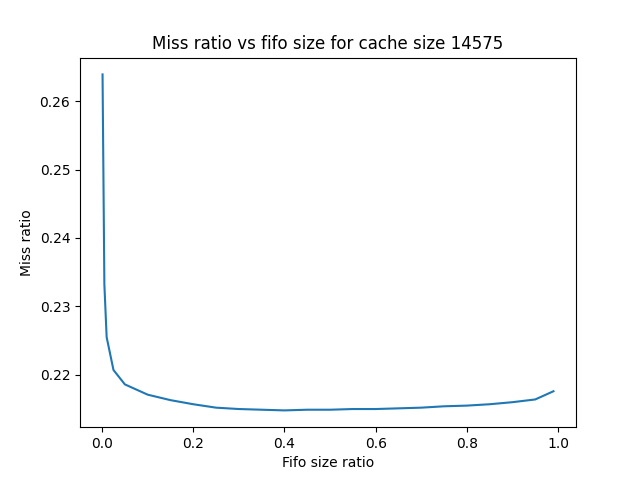 Miss ratio vs fifo size for cache size 14575
0.26
0.25
0.24
0.23
0.22
Miss ratio
0.0 0.2 0.4 0.6 0.8 1.0
Fifo size ratio